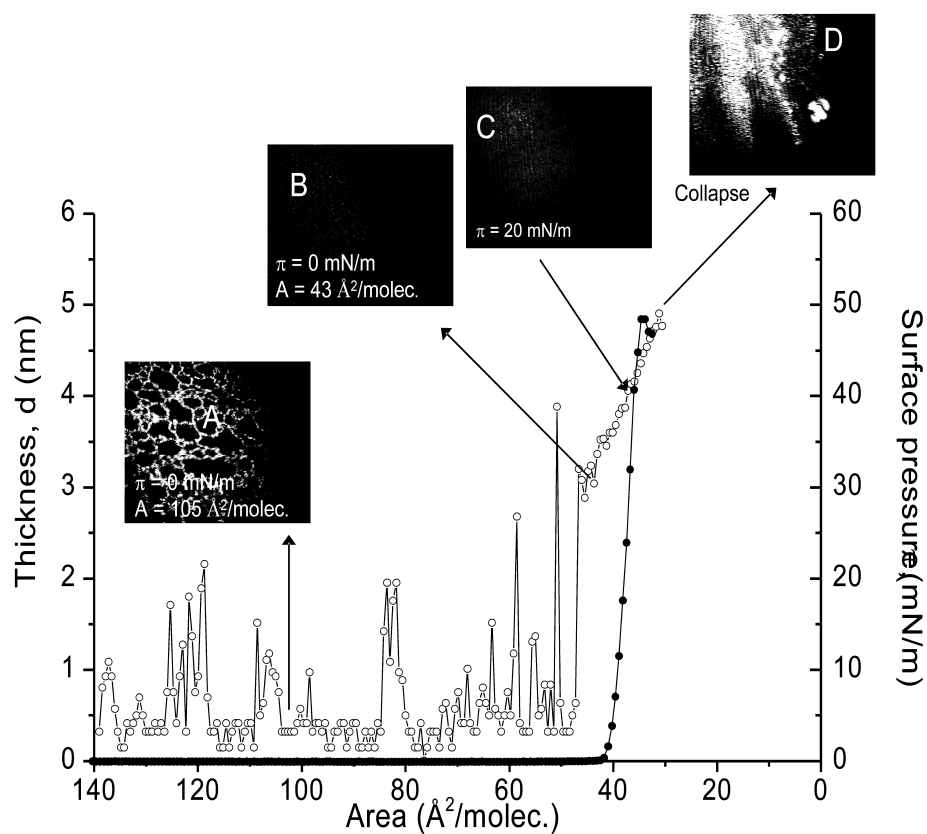 D
C
π = 20 mN/m
Collapse
B
π = 0 mN/m
A = 43 Å²/molec.
A
π = 0 mN/m
A = 105 Å²/molec.
6
5
4
3
2
1
0
Thickness, d (nm)
60
50
40
30
20
10
0
Surface pressure, π (mN/m)
140 120 100 80 60 40 20 0
Area (Å²/molec.)